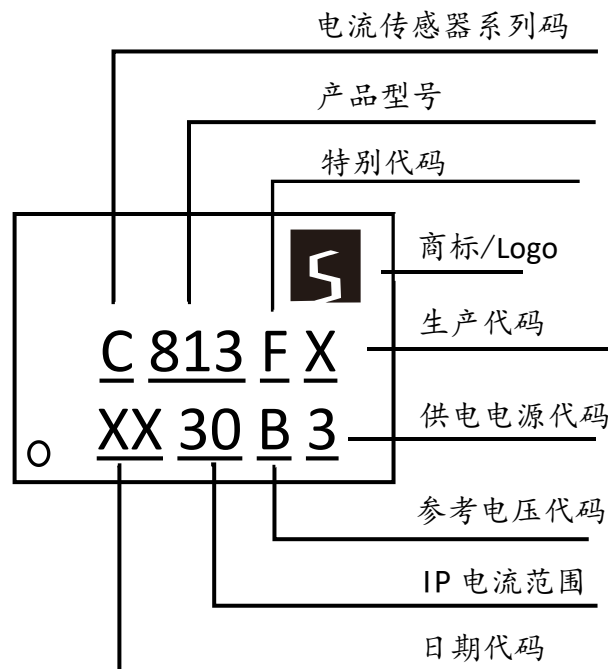 电流传感器系列码
产品型号
特别代码
商标/Logo
生产代码
C 813 F X
供电电源代码
XX 30 B 3
参考电压代码
IP 电流范围
日期代码